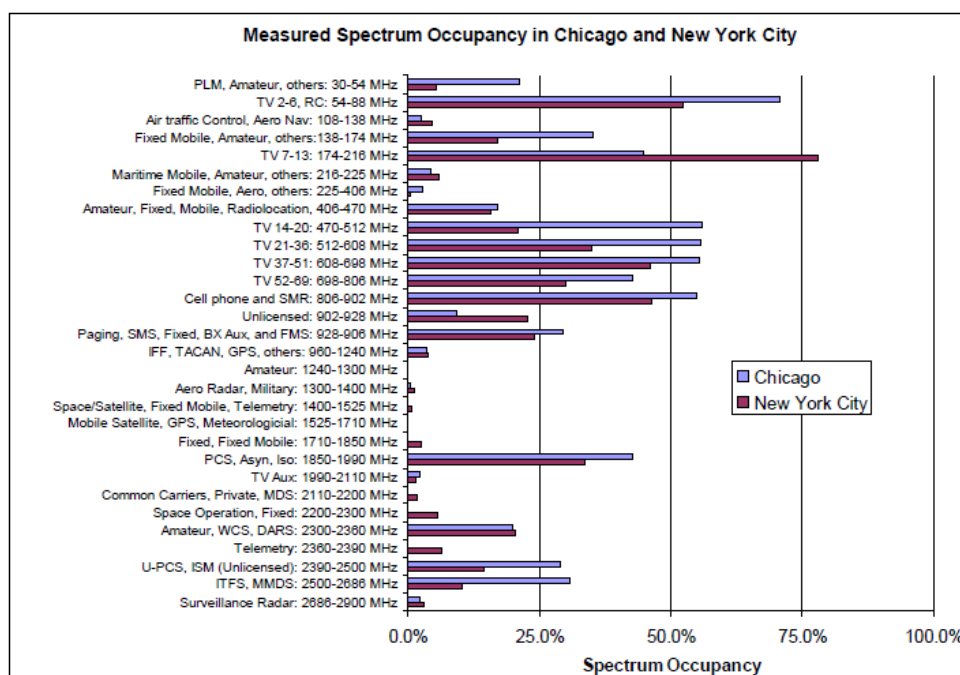 Measured Spectrum Occupancy in Chicago and New York City
PLM, Amateur, others: 30-54 MHz
TV 2-6, RC: 54-88 MHz
Air traffic Control, Aero Nav: 108-138 MHz
Fixed Mobile, Amateur, others:138-174 MHz
TV 7-13: 174-216 MHz
Maritime Mobile, Amateur, others: 216-225 MHz
Fixed Mobile, Aero, others: 225-406 MHz
Amateur, Fixed, Mobile, Radiolocation, 406-470 MHz
TV 14-20: 470-512 MHz
TV 21-36: 512-608 MHz
TV 37-51: 608-698 MHz
TV 52-69: 698-806 MHz
Cell phone and SMR: 806-902 MHz
Unlicensed: 902-928 MHz
Paging, SMS, Fixed, BX Aux, and FMS: 928-906 MHz
IFF, TACAN, GPS, others: 960-1240 MHz
Amateur: 1240-1300 MHz
Aero Radar, Military: 1300-1400 MHz
Space/Satellite, Fixed Mobile, Telemetry: 1400-1525 MHz
Mobile Satellite, GPS, Meteorologicial: 1525-1710 MHz
Fixed, Fixed Mobile: 1710-1850 MHz
PCS, Asyn, Iso: 1850-1990 MHz
TV Aux: 1990-2110 MHz
Common Carriers, Private, MDS: 2110-2200 MHz
Space Operation, Fixed: 2200-2300 MHz
Amateur, WCS, DARS: 2300-2360 MHz
Telemetry: 2360-2390 MHz
U-PCS, ISM (Unlicensed): 2390-2500 MHz
ITFS, MMDS: 2500-2686 MHz
Surveillance Radar: 2686-2900 MHz
Chicago
New York City
0.0% 25.0% 50.0% 75.0% 100.0%
Spectrum Occupancy